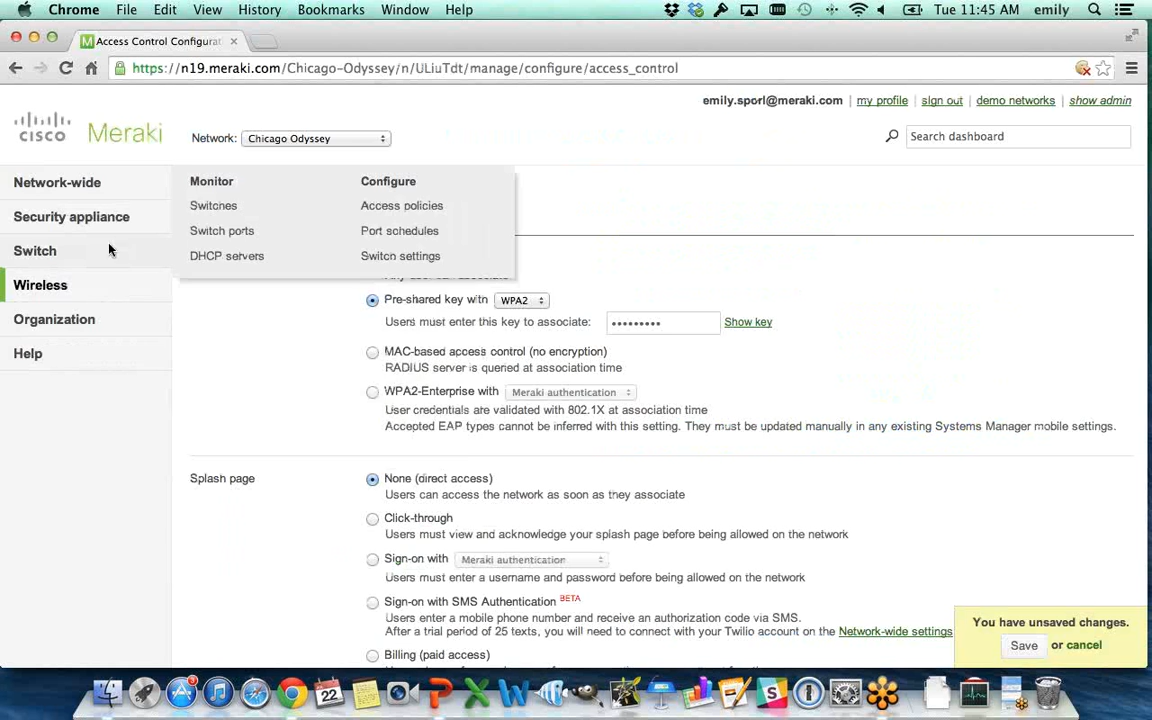 Chrome File Edit View History Bookmarks Window Help Tue 11:45 AM emily
Access Control Configurat
https://n19.meraki.com/Chicago-Odyssey/n/ULiuTdt/manage/configure/access_control
emily.sporl@meraki.com | my profile | sign out | demo networks | show admin
cisco Meraki Network: Chicago Odyssey Search dashboard
Network-wide
Security appliance
Switch
Wireless
Organization
Help
Monitor Configure
Switches Access policies
Switch ports Port schedules
DHCP servers Switch settings
Pre-shared key with WPA2
Users must enter this key to associate: ••••••••• Show key
MAC-based access control (no encryption)
RADIUS server is queried at association time
WPA2-Enterprise with Meraki authentication
User credentials are validated with 802.1X at association time
Accepted EAP types cannot be inferred with this setting. They must be updated manually in any existing Systems Manager mobile settings.
Splash page
None (direct access)
Users can access the network as soon as they associate
Click-through
Users must view and acknowledge your splash page before being allowed on the network
Sign-on with Meraki authentication
Users must enter a username and password before being allowed on the network
Sign-on with SMS Authentication BETA
Users enter a mobile phone number and receive an authorization code via SMS.
After a trial period of 25 texts, you will need to connect with your Twilio account on the Network-wide settings
Billing (paid access)
You have unsaved changes.
Save or cancel
22